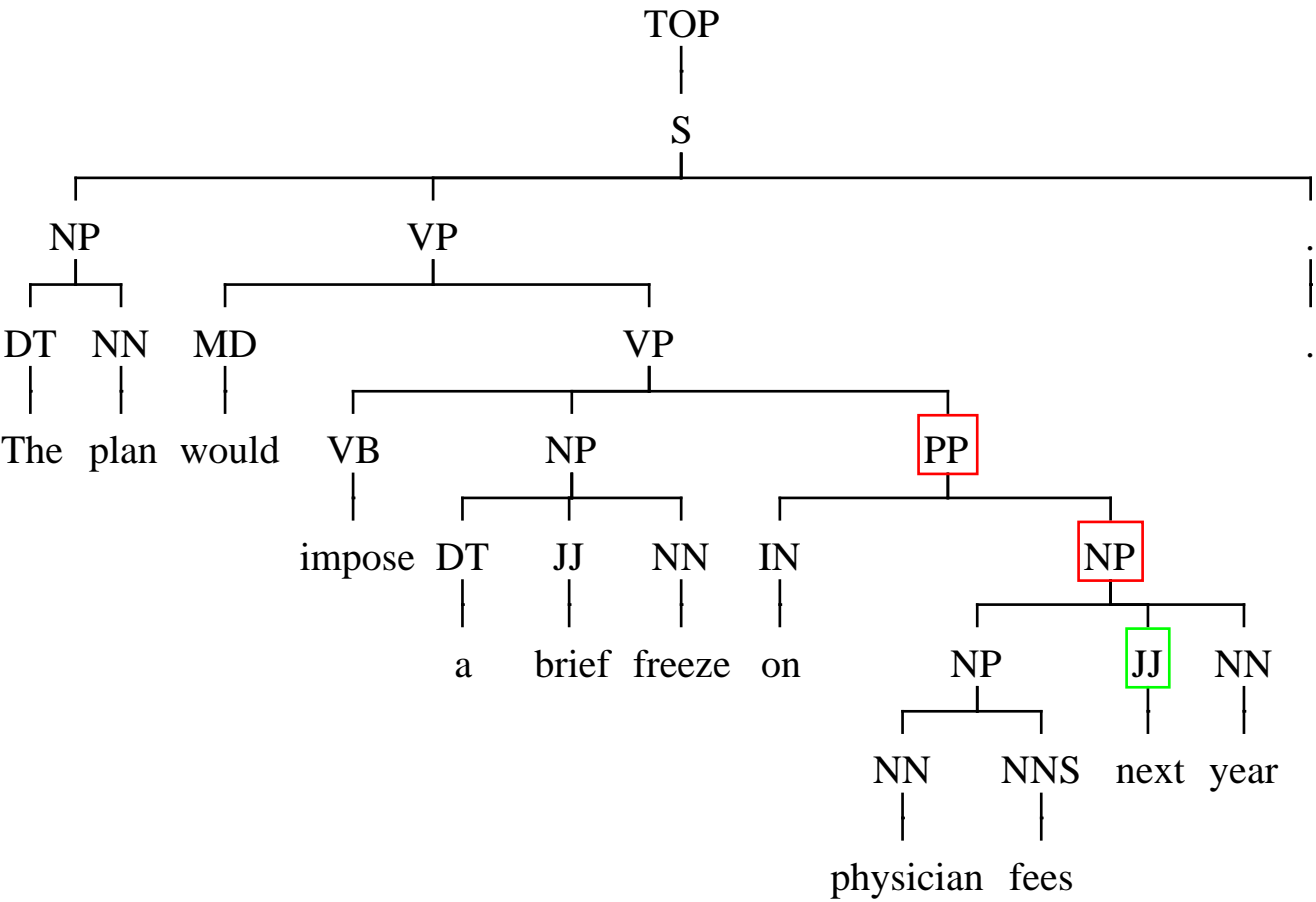 TOP
S
NP VP .
DT NN MD VP .
The plan would VB NP PP
impose DT JJ NN IN NP
a brief freeze on NP JJ NN
NN NNS next year
physician fees